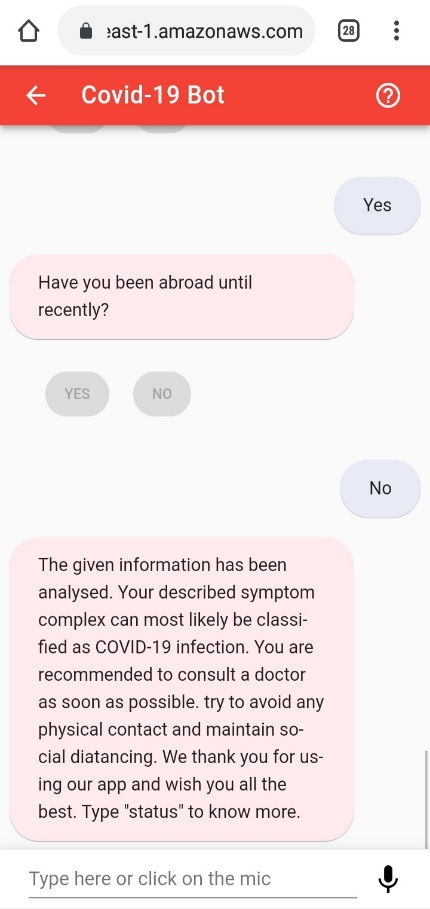 :ast-1.amazonaws.com
28
Covid-19 Bot
Yes
Have you been abroad until
recently?
YES NO
No
The given information has been
analysed. Your described symptom
complex can most likely be classi-
fied as COVID-19 infection. You are
recommended to consult a doctor
as soon as possible. try to avoid any
physical contact and maintain so-
cial diatancing. We thank you for us-
ing our app and wish you all the
best. Type "status" to know more.
Type here or click on the mic